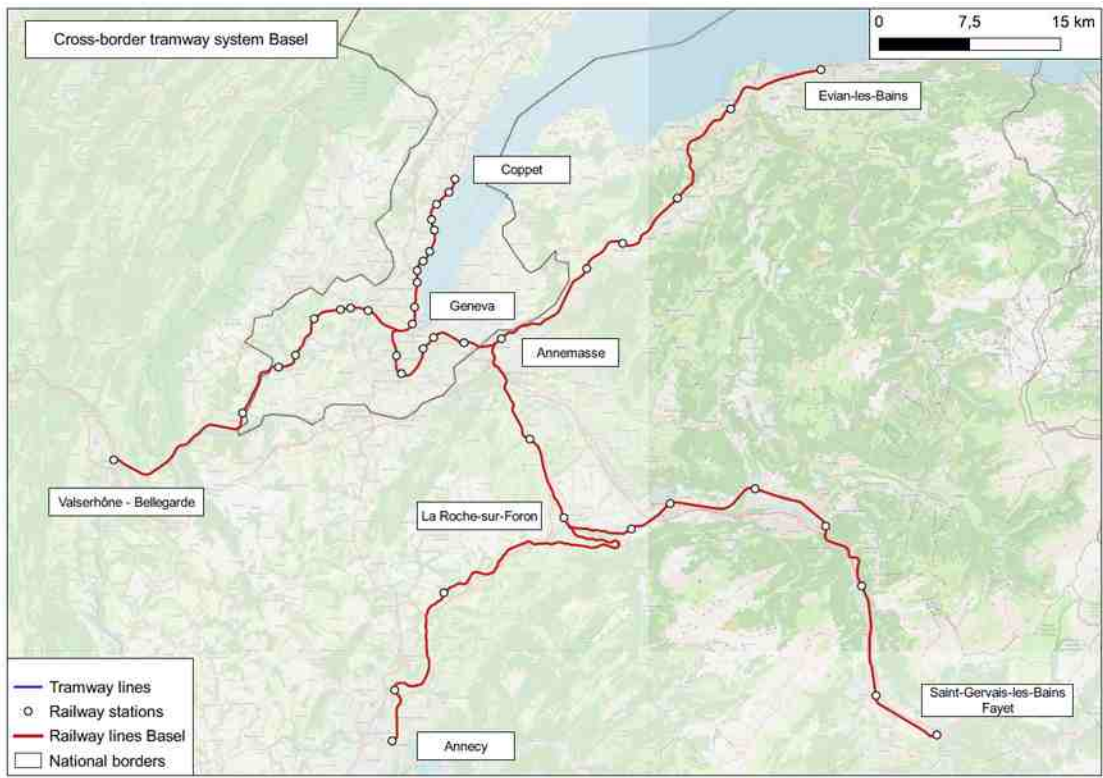 Cross-border tramway system Basel
0 7,5 15 km
Evian-les-Bains
Coppet
Geneva
Annemasse
Valserhône - Bellegarde
La Roche-sur-Foron
Saint-Gervais-les-Bains
Fayet
Annecy
Tramway lines
Railway stations
Railway lines Basel
National borders